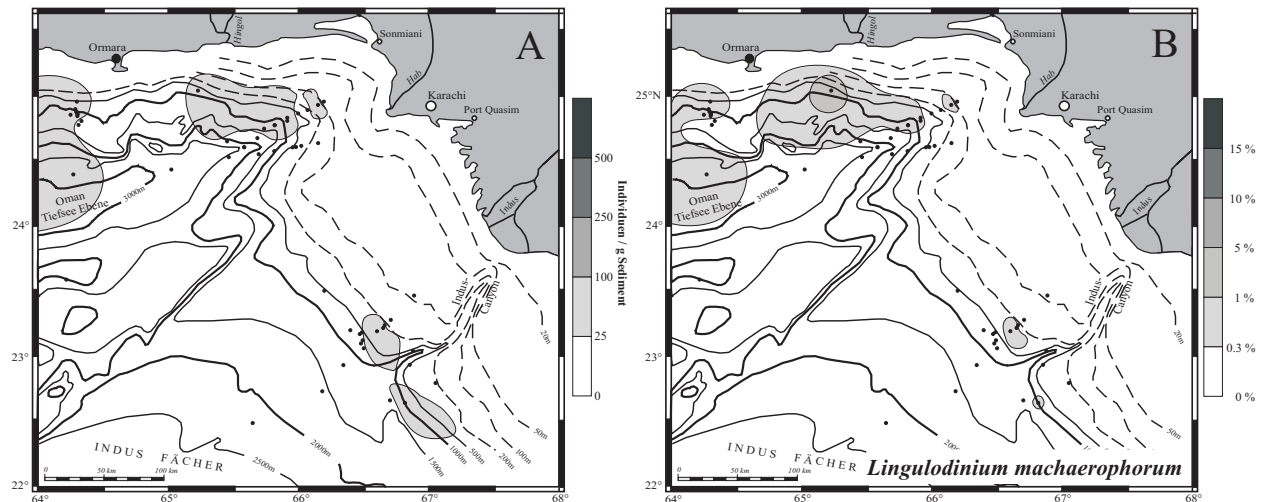 A
Ormara
Hingol
Sonmiani
Hab
Karachi
Port Quasim
Oman
Tiefsee Ebene
3000m
Indus
Indus-
Canyon
20m
50m
100m
200m
500m
1000m
1500m
2000m
2500m
INDUS FÄCHER
0 50 km 100 km
24°
23°
22°
64° 65° 66° 67° 68°
500
250
100
25
0
Individuen / g Sediment
B
Ormara
Hingol
Sonmiani
Hab
Karachi
Port Quasim
25°N
Oman
Tiefsee Ebene
3000m
Indus
Indus-
Canyon
20m
50m
2500m
INDUS FÄCHER
0 50 km 100 km
Lingulodinium machaerophorum
24°
23°
22°
64° 65° 66° 67° 68°
15 %
10 %
5 %
1 %
0.3 %
0 %